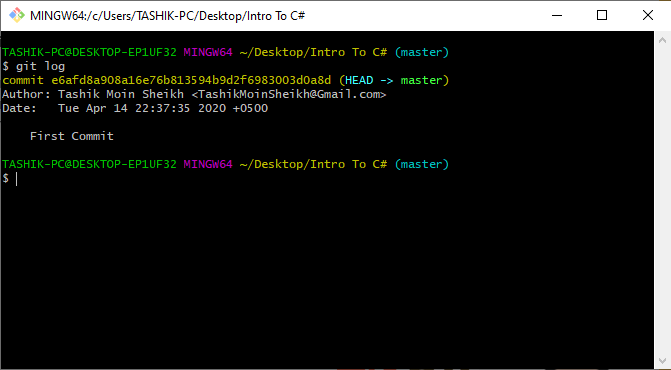 MINGW64:/c/Users/TASHIK-PC/Desktop/Intro To C#
TASHIK-PC@DESKTOP-EP1UF32 MINGW64 ~/Desktop/Intro To C# (master)
$ git log
commit e6afd8a908a16e76b813594b9d2f6983003d0a8d (HEAD -> master)
Author: Tashik Moin Sheikh <TashikMoinSheikh@Gmail.com>
Date:   Tue Apr 14 22:37:35 2020 +0500
    First Commit
TASHIK-PC@DESKTOP-EP1UF32 MINGW64 ~/Desktop/Intro To C# (master)
$